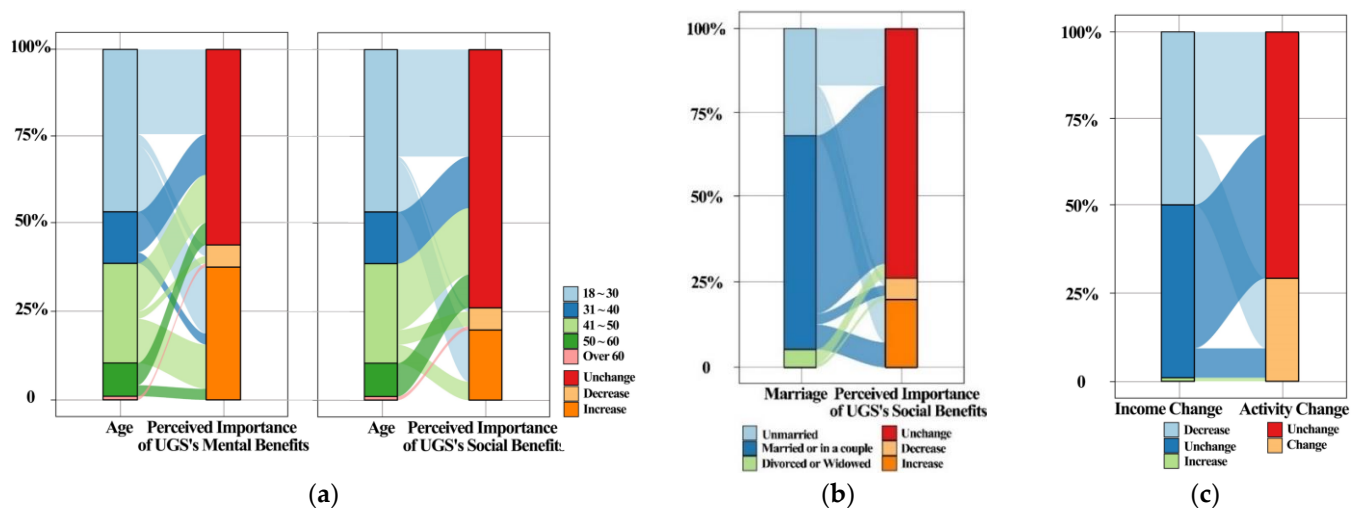 100%
75%
50%
25%
0
Age
Perceived Importance
of UGS's Mental Benefits
Age
Perceived Importance
of UGS's Social Benefits
18 ~ 30
31 ~ 40
41 ~ 50
50 ~ 60
Over 60
Unchange
Decrease
Increase
(a)
100%
75%
50%
25%
0
Marriage
Perceived Importance
of UGS's Social Benefits
Unmarried
Married or in a couple
Divorced or Widowed
Unchange
Decrease
Increase
(b)
100%
75%
50%
25%
0
Income Change
Activity Change
Decrease
Unchange
Increase
Unchange
Change
(c)